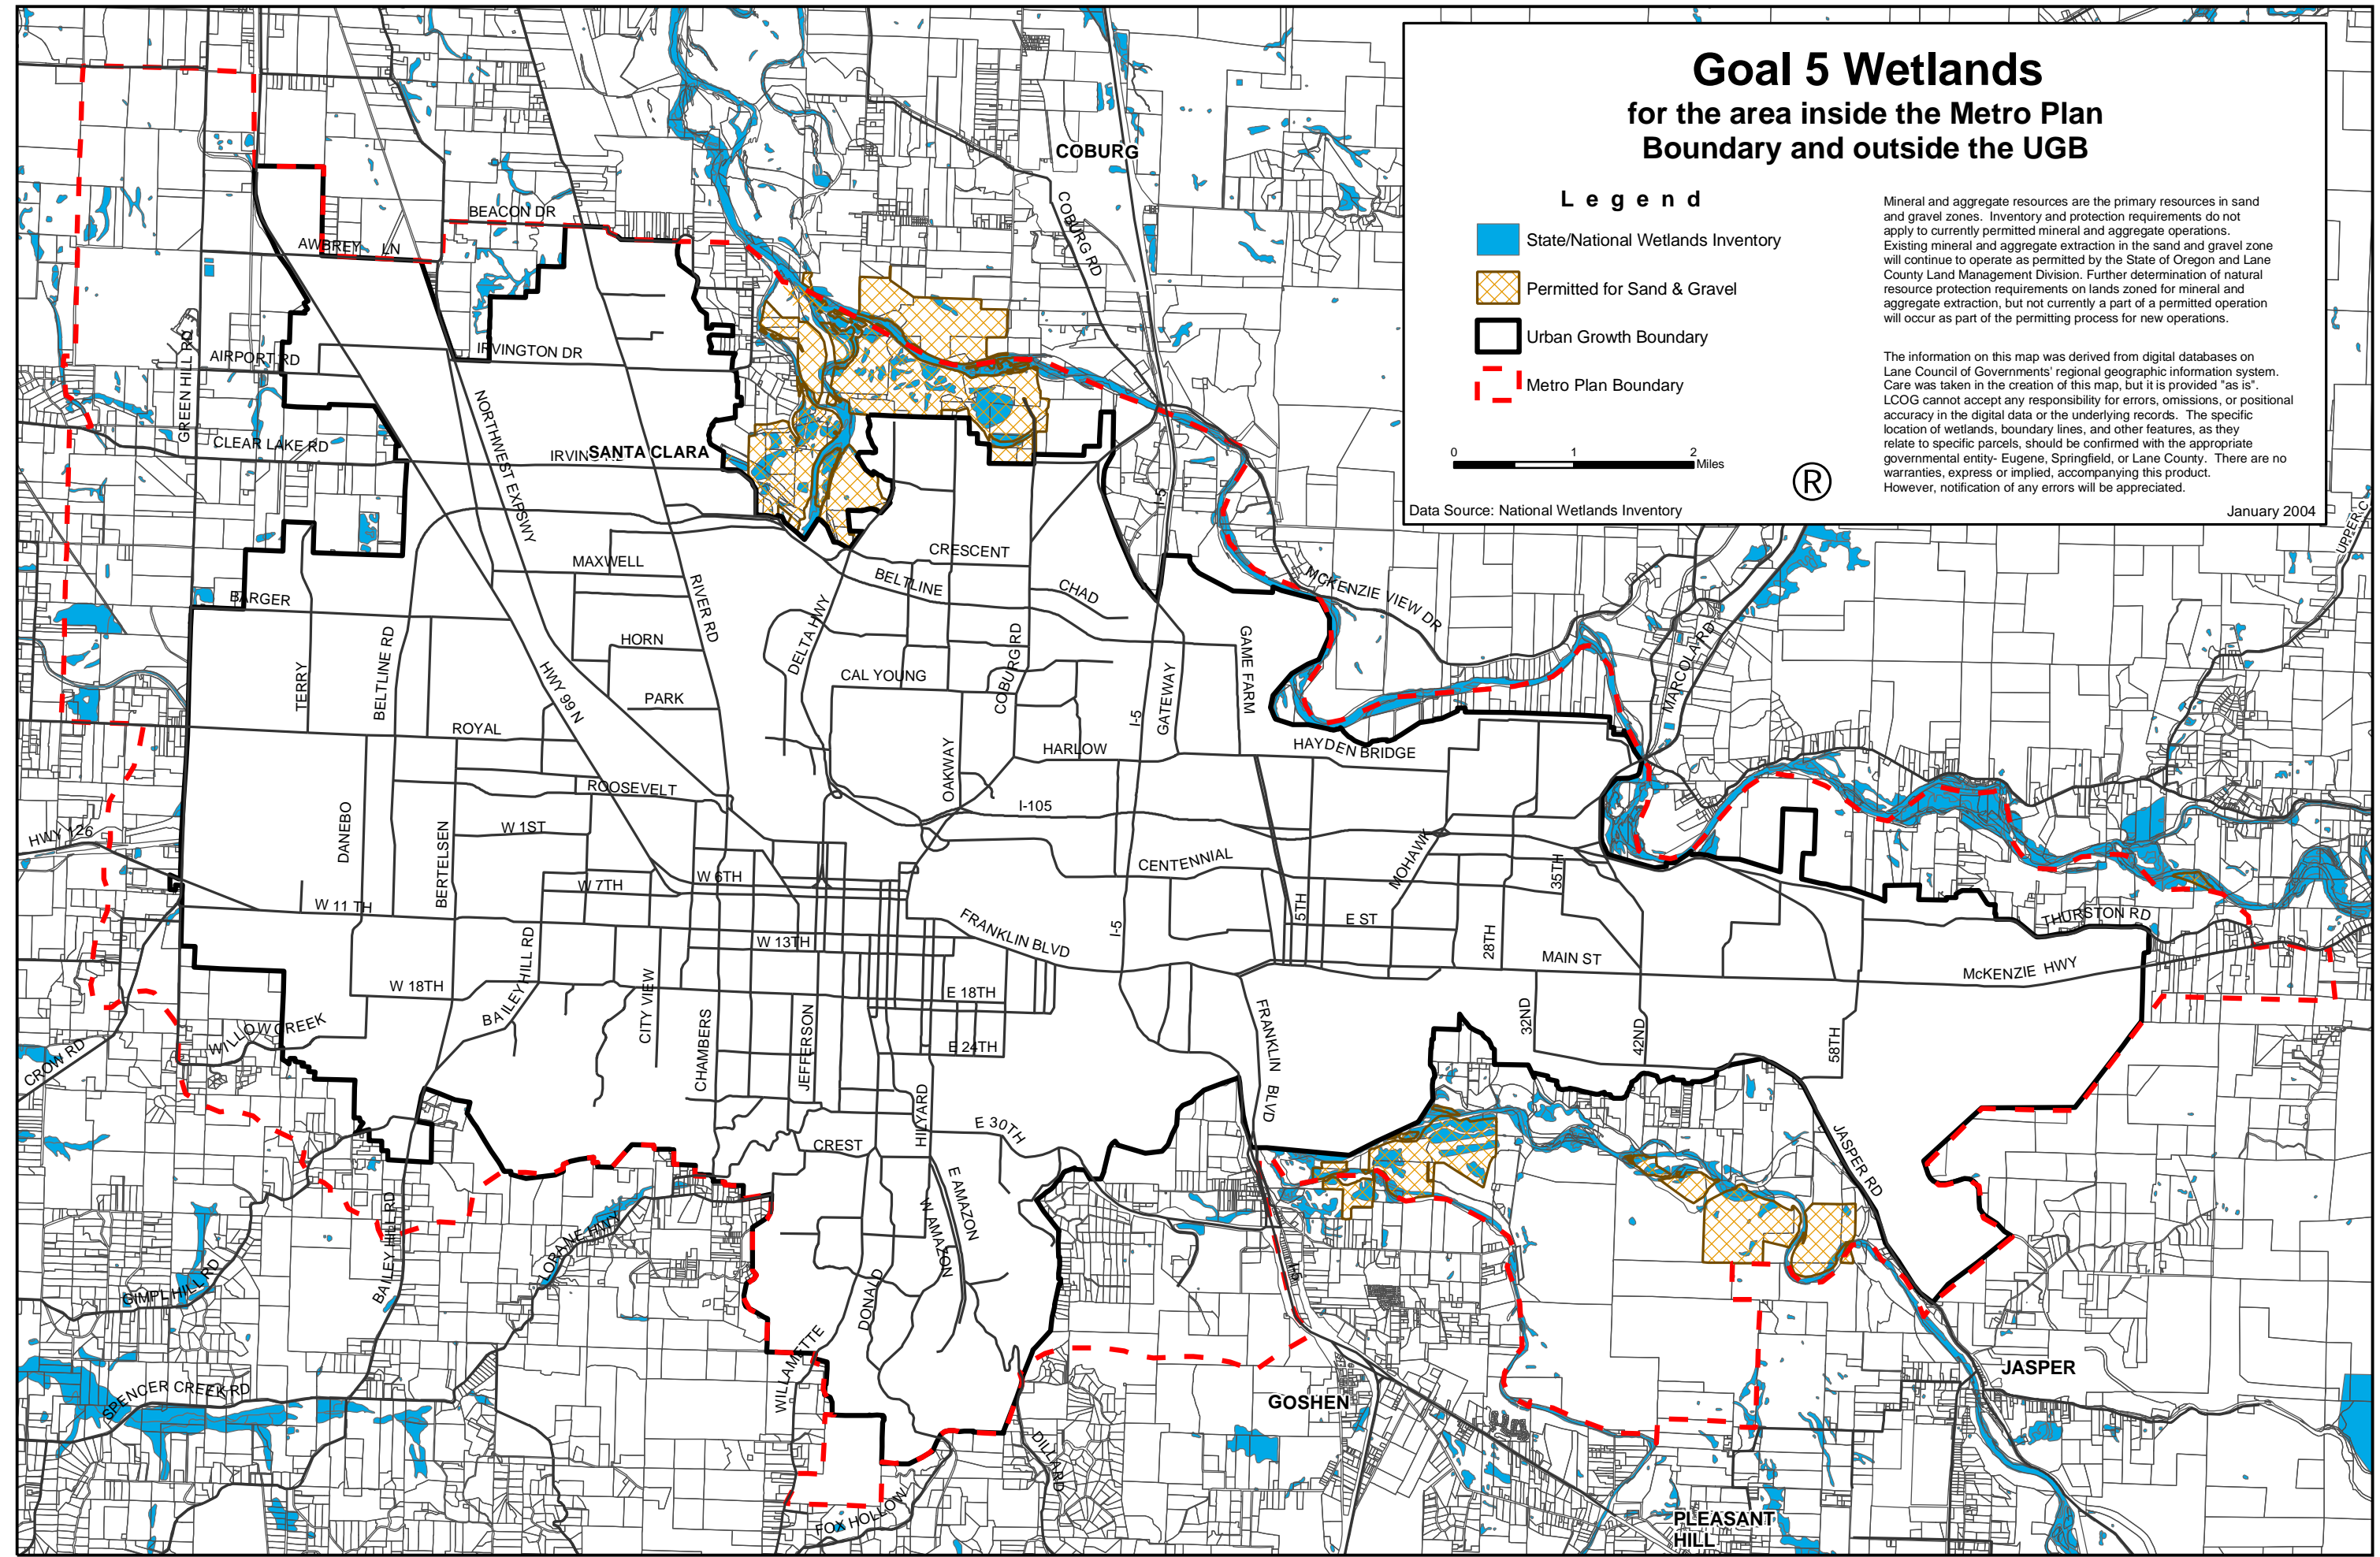 Goal 5 Wetlands
for the area inside the Metro Plan
Boundary and outside the UGB
Legend
State/National Wetlands Inventory
Permitted for Sand & Gravel
Urban Growth Boundary
Metro Plan Boundary
0 1 2
Miles
®
Data Source: National Wetlands Inventory
Mineral and aggregate resources are the primary resources in sand
and gravel zones. Inventory and protection requirements do not
apply to currently permitted mineral and aggregate operations.
Existing mineral and aggregate extraction in the sand and gravel zone
will continue to operate as permitted by the State of Oregon and Lane
County Land Management Division. Further determination of natural
resource protection requirements on lands zoned for mineral and
aggregate extraction, but not currently a part of a permitted operation
will occur as part of the permitting process for new operations.
The information on this map was derived from digital databases on
Lane Council of Governments' regional geographic information system.
Care was taken in the creation of this map, but it is provided "as is".
LCOG cannot accept any responsibility for errors, omissions, or positional
accuracy in the digital data or the underlying records. The specific
location of wetlands, boundary lines, and other features, as they
relate to specific parcels, should be confirmed with the appropriate
governmental entity- Eugene, Springfield, or Lane County. There are no
warranties, express or implied, accompanying this product.
However, notification of any errors will be appreciated.
January 2004
COBURG
COBURG RD
BEACON DR
AWBREY LN
GREEN HILL RD
AIRPORT RD
IRVINGTON DR
CLEAR LAKE RD
NORTHWEST EXPSWY
SANTA CLARA
I-5
MAXWELL
CRESCENT
BELTLINE
CHAD
MCKENZIE VIEW DR
BARGER
RIVER RD
DELTA HWY
HORN
CAL YOUNG
COBURG RD
GAME FARM
MARCOLA RD
TERRY
BELTLINE RD
HWY 99 N
PARK
GATEWAY
I-5
ROYAL
HARLOW
HAYDEN BRIDGE
OAKWAY
ROOSEVELT
I-105
HWY 126
DANEBO
W 1ST
BERTELSEN
CENTENNIAL
MOHAWK
35TH
W 7TH
W 6TH
W 11 TH
5TH
E ST
THURSTON RD
FRANKLIN BLVD
I-5
W 13TH
28TH
MAIN ST
McKENZIE HWY
BAILEY HILL RD
CITY VIEW
W 18TH
E 18TH
CHAMBERS
JEFFERSON
FRANKLIN BLVD
32ND
42ND
58TH
WILLOW CREEK
CROW RD
E 24TH
HILYARD
E 30TH
CREST
JASPER RD
E AMAZON
W AMAZON
BAILEY HILL RD
LORANE HWY
GIMPL HILL RD
DONALD
WILLAMETTE
I-5
SPENCER CREEK RD
GOSHEN
JASPER
DILLARD
FOX HOLLOW
PLEASANT
HILL